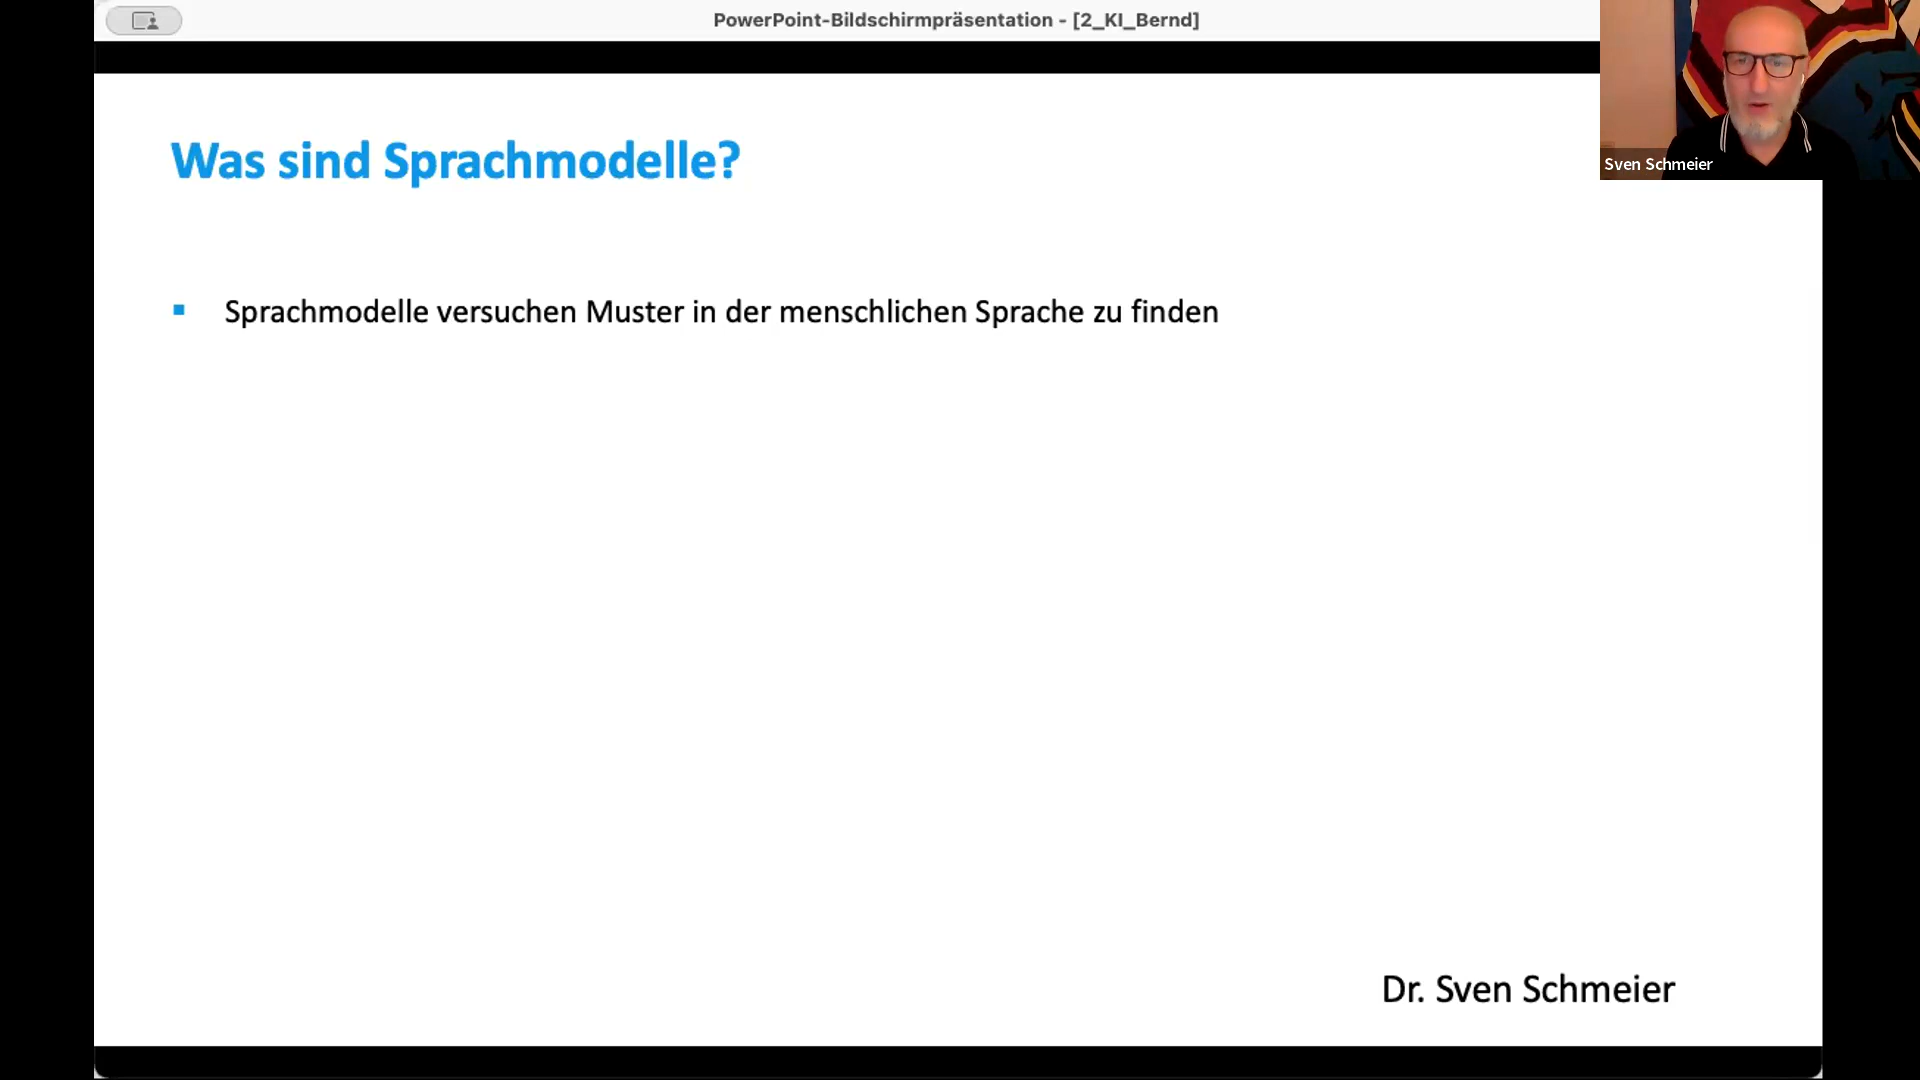 PowerPoint-Bildschirmpräsentation - [2_KI_Bernd]
Sven Schmeier
Was sind Sprachmodelle?
Sprachmodelle versuchen Muster in der menschlichen Sprache zu finden
Dr. Sven Schmeier